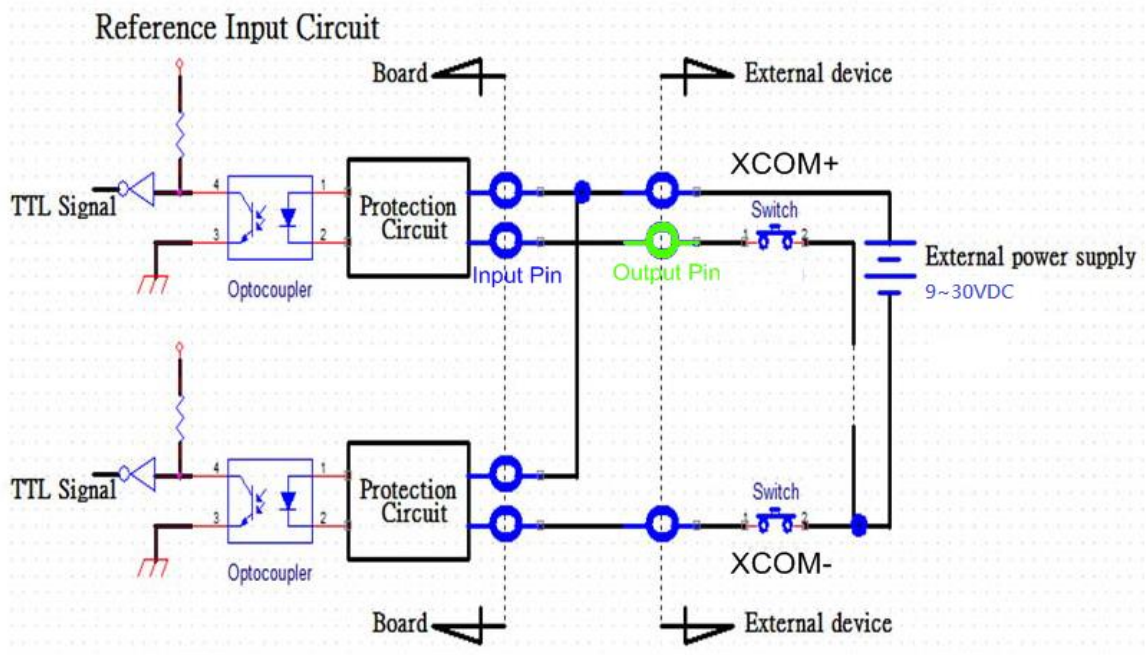 Reference Input Circuit
Board
External device
XCOM+
TTL Signal
4
1
3
2
Optocoupler
Protection
Circuit
Input Pin
Output Pin
Switch
1
2
External power supply
9~30VDC
TTL Signal
4
1
3
2
Optocoupler
Protection
Circuit
Switch
1
2
XCOM-
Board
External device